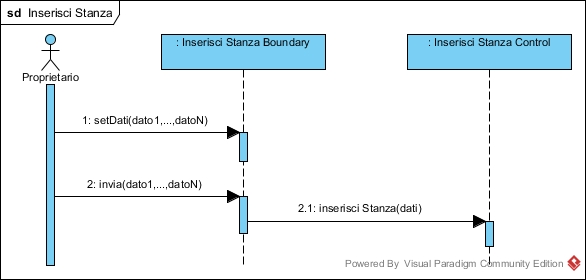 sd Inserisci Stanza
: Inserisci Stanza Boundary
: Inserisci Stanza Control
Proprietario
1: setDati(dato1,...,datoN)
2: invia(dato1,...,datoN)
2.1: inserisci Stanza(dati)
Powered By Visual Paradigm Community Edition